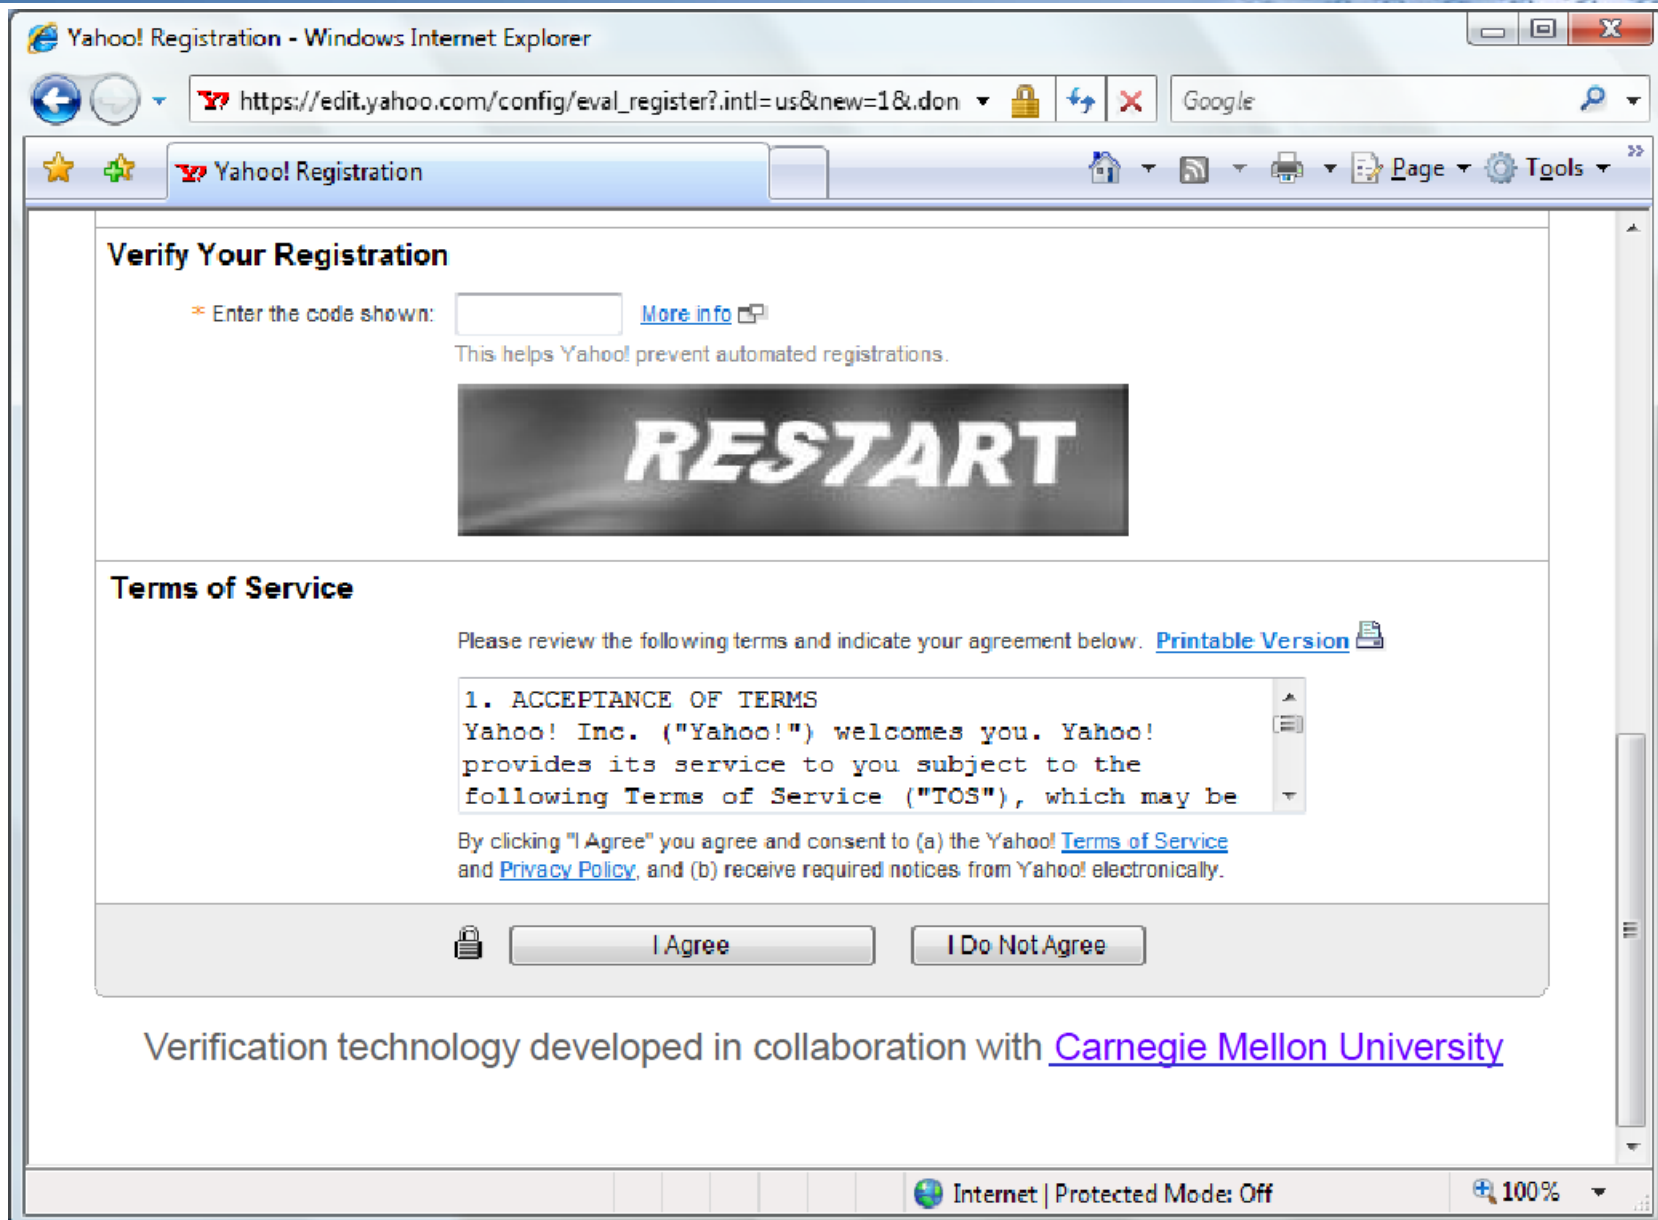 Yahoo! Registration - Windows Internet Explorer
https://edit.yahoo.com/config/eval_register?.intl=us&new=1&.don
Google
Yahoo! Registration
Page
Tools
Verify Your Registration
* Enter the code shown:
More info
This helps Yahoo! prevent automated registrations.
RESTART
Terms of Service
Please review the following terms and indicate your agreement below. Printable Version
1. ACCEPTANCE OF TERMS
Yahoo! Inc. ("Yahoo!") welcomes you. Yahoo!
provides its service to you subject to the
following Terms of Service ("TOS"), which may be
By clicking "I Agree" you agree and consent to (a) the Yahoo! Terms of Service
and Privacy Policy, and (b) receive required notices from Yahoo! electronically.
I Agree
I Do Not Agree
Verification technology developed in collaboration with Carnegie Mellon University
Internet | Protected Mode: Off
100%